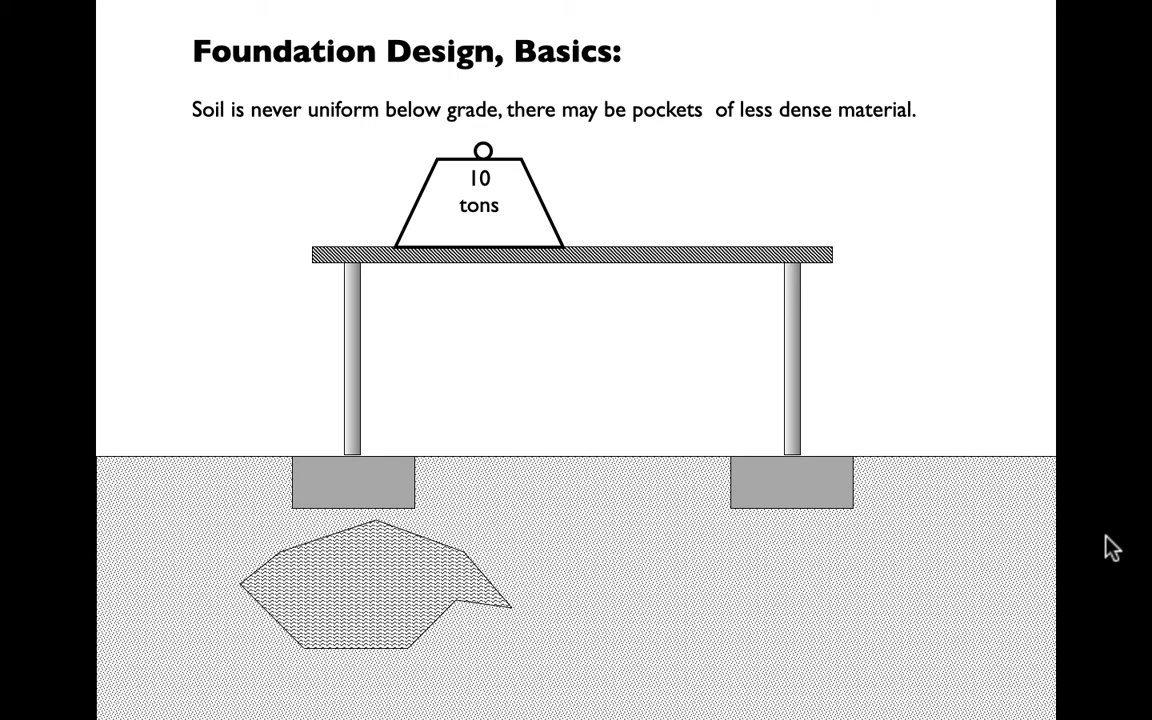 Foundation Design, Basics:
Soil is never uniform below grade, there may be pockets  of less dense material.
10
tons